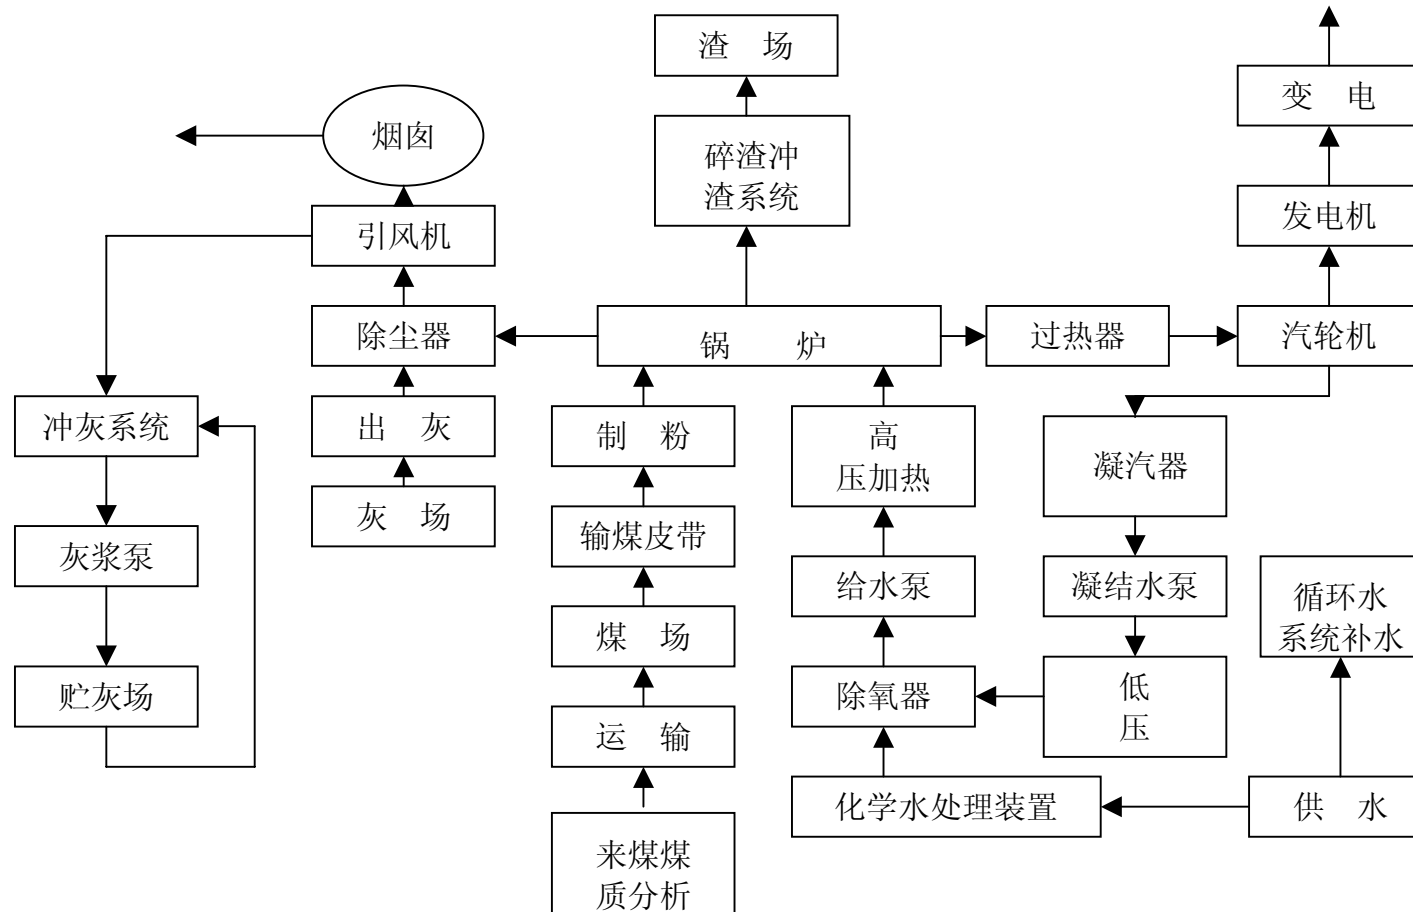 渣 场
变 电
烟囱
碎渣冲
渣系统
发电机
引风机
除尘器
锅 炉
过热器
汽轮机
冲灰系统
出 灰
制 粉
高
压加热
凝汽器
灰 场
输煤皮带
灰浆泵
给水泵
凝结水泵
循环水
系统补水
煤 场
贮灰场
除氧器
低
压
运 输
化学水处理装置
供 水
来煤煤
质分析